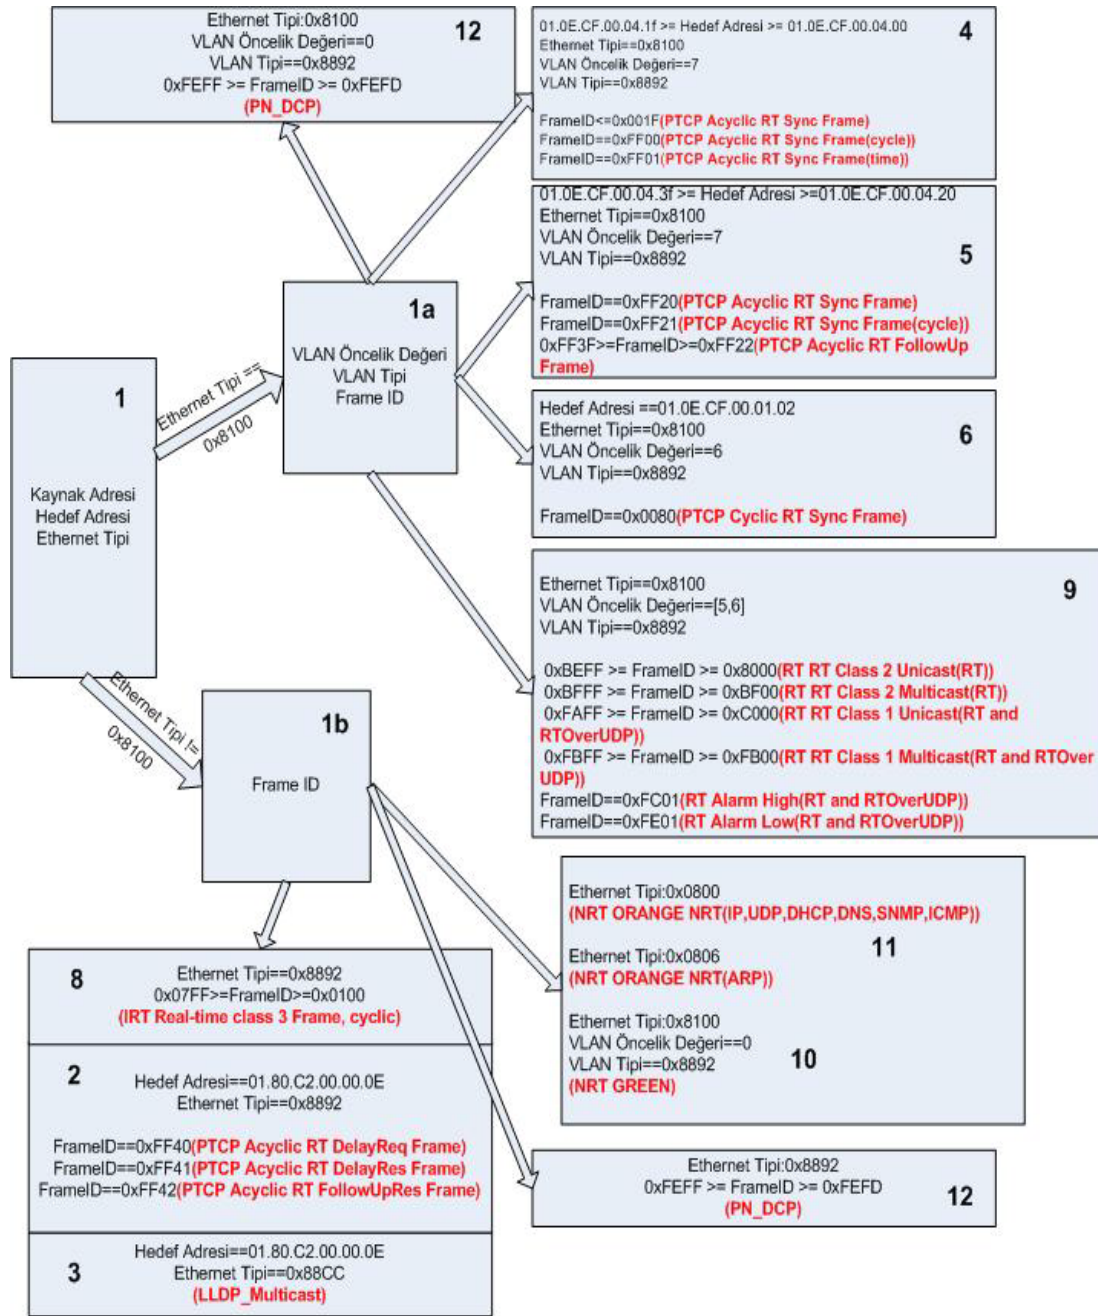 Ethernet Tipi:0x8100
12
VLAN Öncelik Değeri==0
VLAN Tipi==0x8892
0xFEFF >= FrameID >= 0xFEFD
(PN_DCP)
01.0E.CF.00.04.1f >= Hedef Adresi >= 01.0E.CF.00.04.00
4
Ethernet Tipi==0x8100
VLAN Öncelik Değeri==7
VLAN Tipi==0x8892
FrameID<=0x001F(PTCP Acyclic RT Sync Frame)
FrameID==0xFF00(PTCP Acyclic RT Sync Frame(cycle))
FrameID==0xFF01(PTCP Acyclic RT Sync Frame(time))
01.0E.CF.00.04.3f >= Hedef Adresi >=01.0E.CF.00.04.20
Ethernet Tipi==0x8100
VLAN Öncelik Değeri==7
5
VLAN Tipi==0x8892
FrameID==0xFF20(PTCP Acyclic RT Sync Frame)
FrameID==0xFF21(PTCP Acyclic RT Sync Frame(cycle))
0xFF3F>=FrameID>=0xFF22(PTCP Acyclic RT FollowUp
Frame)
1a
VLAN Öncelik Değeri
VLAN Tipi
Frame ID
1
Kaynak Adresi
Hedef Adresi
Ethernet Tipi
Ethernet Tipi ==
0x8100
Hedef Adresi ==01.0E.CF.00.01.02
Ethernet Tipi==0x8100
6
VLAN Öncelik Değeri==6
VLAN Tipi==0x8892
FrameID==0x0080(PTCP Cyclic RT Sync Frame)
Ethernet Tipi==0x8100
9
VLAN Öncelik Değeri==[5,6]
VLAN Tipi==0x8892
0xBEFF >= FrameID >= 0x8000(RT RT Class 2 Unicast(RT))
0xBFFF >= FrameID >= 0xBF00(RT RT Class 2 Multicast(RT))
0xFAFF >= FrameID >= 0xC000(RT RT Class 1 Unicast(RT and
RTOverUDP))
0xFBFF >= FrameID >= 0xFB00(RT RT Class 1 Multicast(RT and RTOver
UDP))
FrameID==0xFC01(RT Alarm High(RT and RTOverUDP))
FrameID==0xFE01(RT Alarm Low(RT and RTOverUDP))
Ethernet Tipi !=
0x8100
1b
Frame ID
Ethernet Tipi:0x0800
(NRT ORANGE NRT(IP,UDP,DHCP,DNS,SNMP,ICMP))
11
Ethernet Tipi:0x0806
(NRT ORANGE NRT(ARP))
Ethernet Tipi:0x8100
VLAN Öncelik Değeri==0
10
VLAN Tipi==0x8892
(NRT GREEN)
8
Ethernet Tipi==0x8892
0x07FF>=FrameID>=0x0100
(IRT Real-time class 3 Frame, cyclic)
2
Hedef Adresi==01.80.C2.00.00.0E
Ethernet Tipi==0x8892
FrameID==0xFF40(PTCP Acyclic RT DelayReq Frame)
FrameID==0xFF41(PTCP Acyclic RT DelayRes Frame)
FrameID==0xFF42(PTCP Acyclic RT FollowUpRes Frame)
Hedef Adresi==01.80.C2.00.00.0E
3
Ethernet Tipi==0x88CC
(LLDP_Multicast)
Ethernet Tipi:0x8892
0xFEFF >= FrameID >= 0xFEFD
12
(PN_DCP)